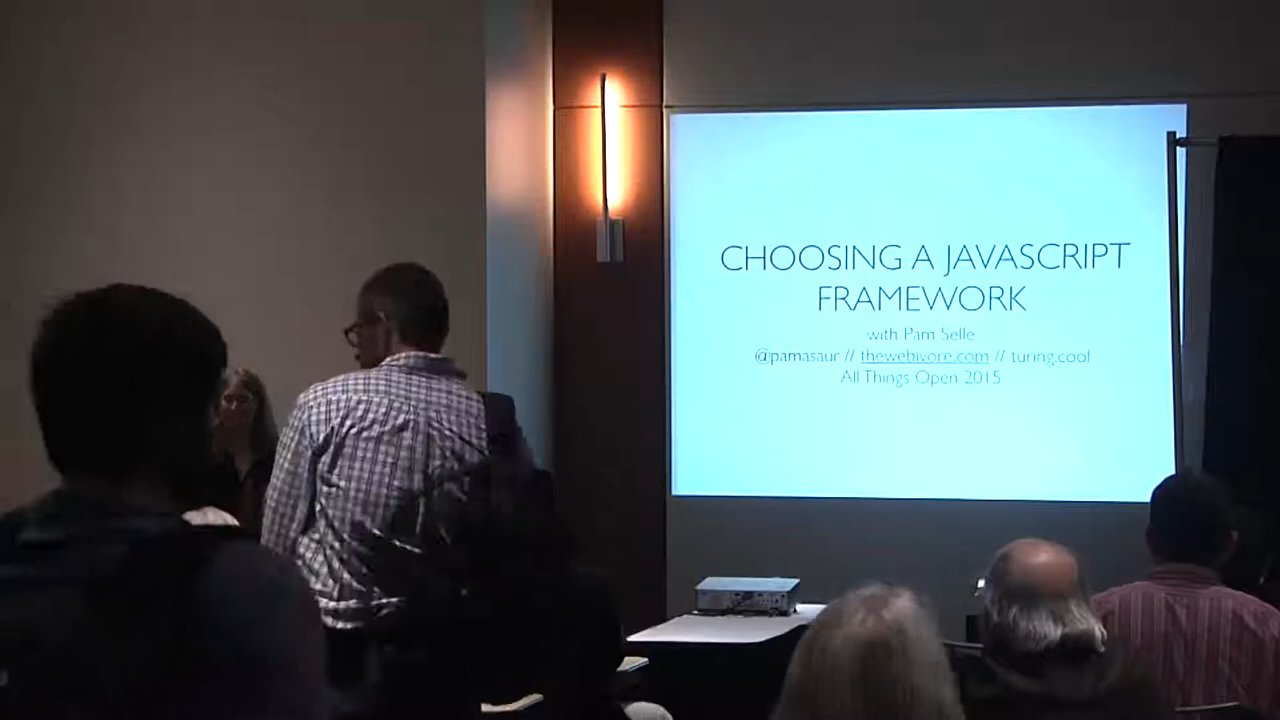 CHOOSING A JAVASCRIPT
FRAMEWORK
with Pam Selle
@pamasaur // thewebivore.com // turing.cool
All Things Open 2015